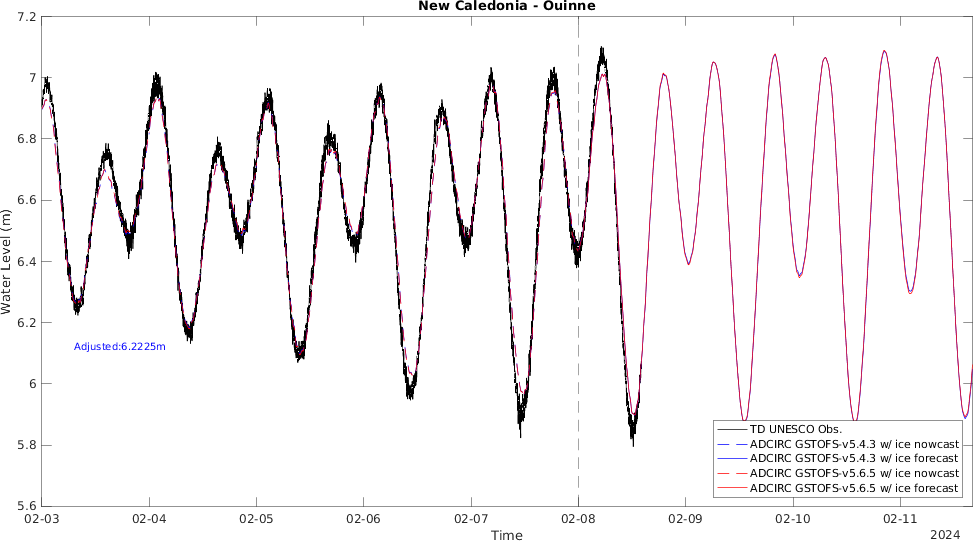 New Caledonia - Ouinne
7.2
7
6.8
6.6
6.4
6.2
6
5.8
5.6
Water Level (m)
Adjusted:6.2225m
TD UNESCO Obs.
ADCIRC GSTOFS-v5.4.3 w/ ice nowcast
ADCIRC GSTOFS-v5.4.3 w/ ice forecast
ADCIRC GSTOFS-v5.6.5 w/ ice nowcast
ADCIRC GSTOFS-v5.6.5 w/ ice forecast
02-03 02-04 02-05 02-06 02-07 02-08 02-09 02-10 02-11
Time
2024